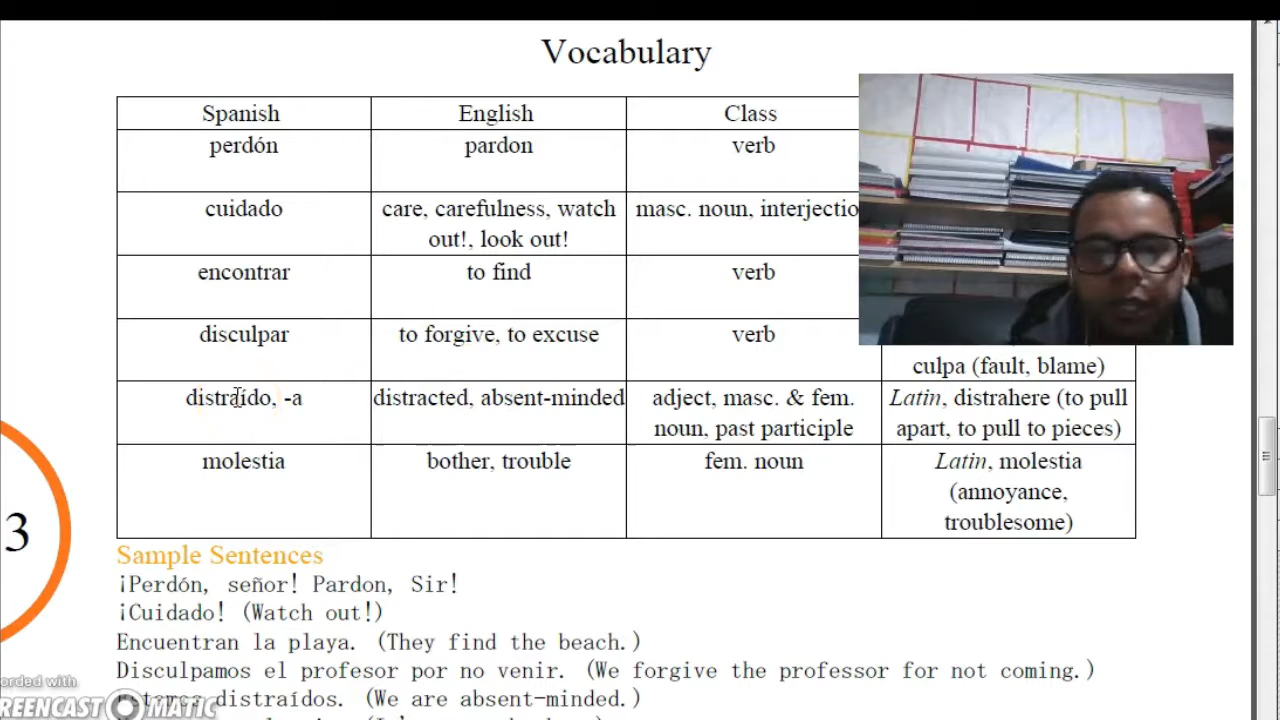 Vocabulary
Spanish English Class
perdón pardon verb
cuidado care, carefulness, watch out!, look out! masc. noun, interjectio
encontrar to find verb
disculpar to forgive, to excuse verb culpa (fault, blame)
distraído, -a distracted, absent-minded adject, masc. & fem. noun, past participle Latin, distrahere (to pull apart, to pull to pieces)
molestia bother, trouble fem. noun Latin, molestia (annoyance, troublesome)
3
Sample Sentences
¡Perdón, señor! Pardon, Sir!
¡Cuidado! (Watch out!)
Encuentran la playa. (They find the beach.)
Disculpamos el profesor por no venir. (We forgive the professor for not coming.)
distraídos. (We are absent-minded.)
orded with
REENCAST MATIC